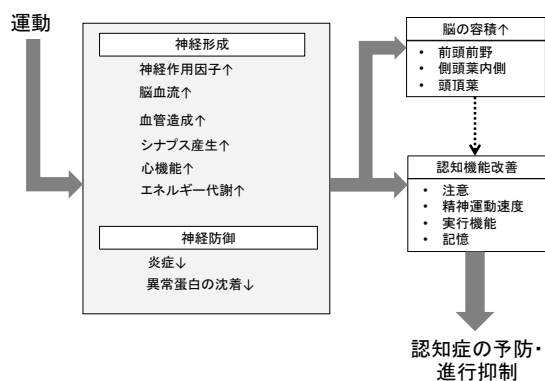 運動
神経形成
神経作用因子↑
脳血流↑
血管造成↑
シナプス産生↑
心機能↑
エネルギー代謝↑
神経防御
炎症↓
異常蛋白の沈着↓
脳の容積↑
• 前頭前野
• 側頭葉内側
• 頭頂葉
認知機能改善
• 注意
• 精神運動速度
• 実行機能
• 記憶
認知症の予防・
進行抑制